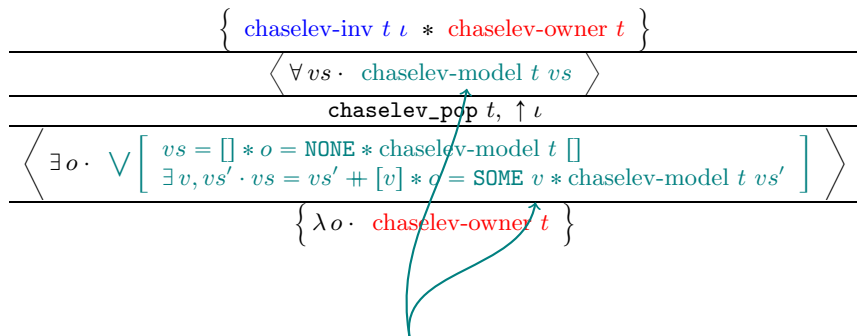 { chaselev-inv t ι ∗ chaselev-owner t }
⟨ ∀ vs · chaselev-model t vs ⟩
chaselev_pop t, ↑ ι
vs = [] ∗ o = NONE ∗ chaselev-model t []
⟨ ∃ o · ⋁ [ ] ⟩
∃ v, vs′ · vs = vs′ ++ [v] ∗ o = SOME v ∗ chaselev-model t vs′
{ λ o · chaselev-owner t }